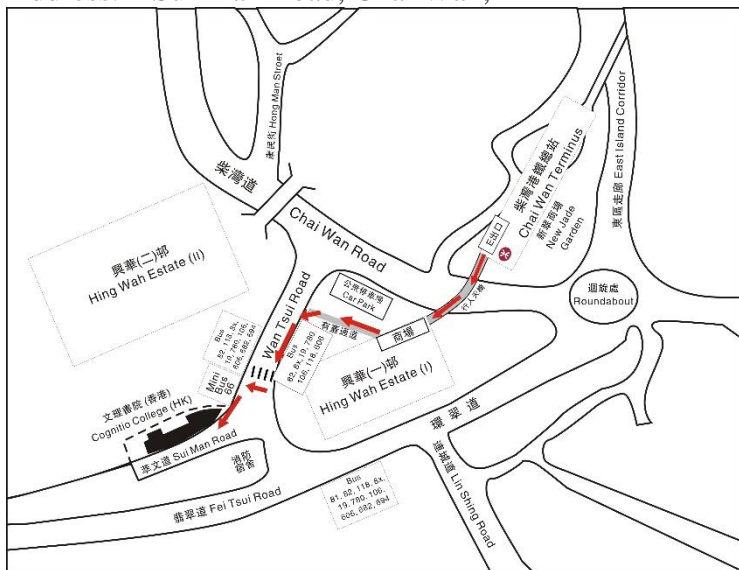 柴灣道
康民街 Hong Man Street
東區走廊 East Island Corridor
柴灣港鐵總站
Chai Wan Terminus
新翠商場
New Jade
Garden
E出口
Chai Wan Road
行人天橋
迴旋處
Roundabout
興華(二)邨
Hing Wah Estate (II)
公眾停車場
Car Park
有蓋通道
商場
Wan Tsui Road
Bus
82, 8x, 19, 780
106, 118, 606
興華(一)邨
Hing Wah Estate (I)
Bus
82, 118, 8x,
19, 780, 106,
606, 682, 694
Mini
Bus
66
文理書院 (香港)
Cognitio College (HK)
萃文道 Sui Man Road
消防
宿舍
環翠道
連城道 Lin Shing Road
翡翠道 Fei Tsui Road
Bus
81, 82, 118, 8x,
19, 780, 106,
606, 682, 694